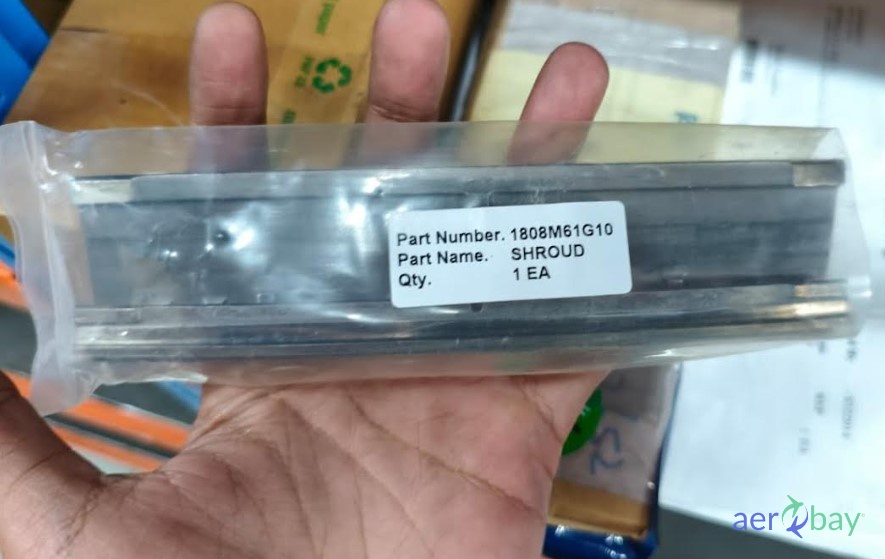 Part Number. 1808M61G10
Part Name. SHROUD
Qty. 1 EA
aerobay